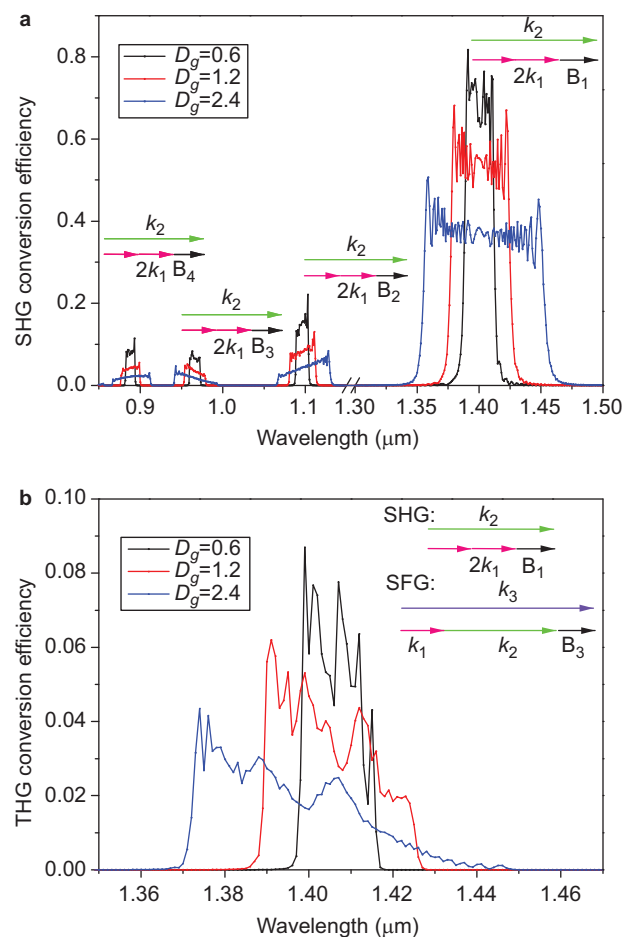 a
D_g=0.6
D_g=1.2
D_g=2.4
k_2
2k_1 B_1
k_2
2k_1 B_4
k_2
2k_1 B_3
k_2
2k_1 B_2
SHG conversion efficiency
0.8
0.6
0.4
0.2
0.0
0.9 1.0 1.1 1.30 1.35 1.40 1.45 1.50
Wavelength (μm)
b
D_g=0.6
D_g=1.2
D_g=2.4
SHG:
k_2
2k_1 B_1
SFG:
k_3
k_1 k_2 B_3
THG conversion efficiency
0.10
0.08
0.06
0.04
0.02
0.00
1.36 1.38 1.40 1.42 1.44 1.46
Wavelength (μm)